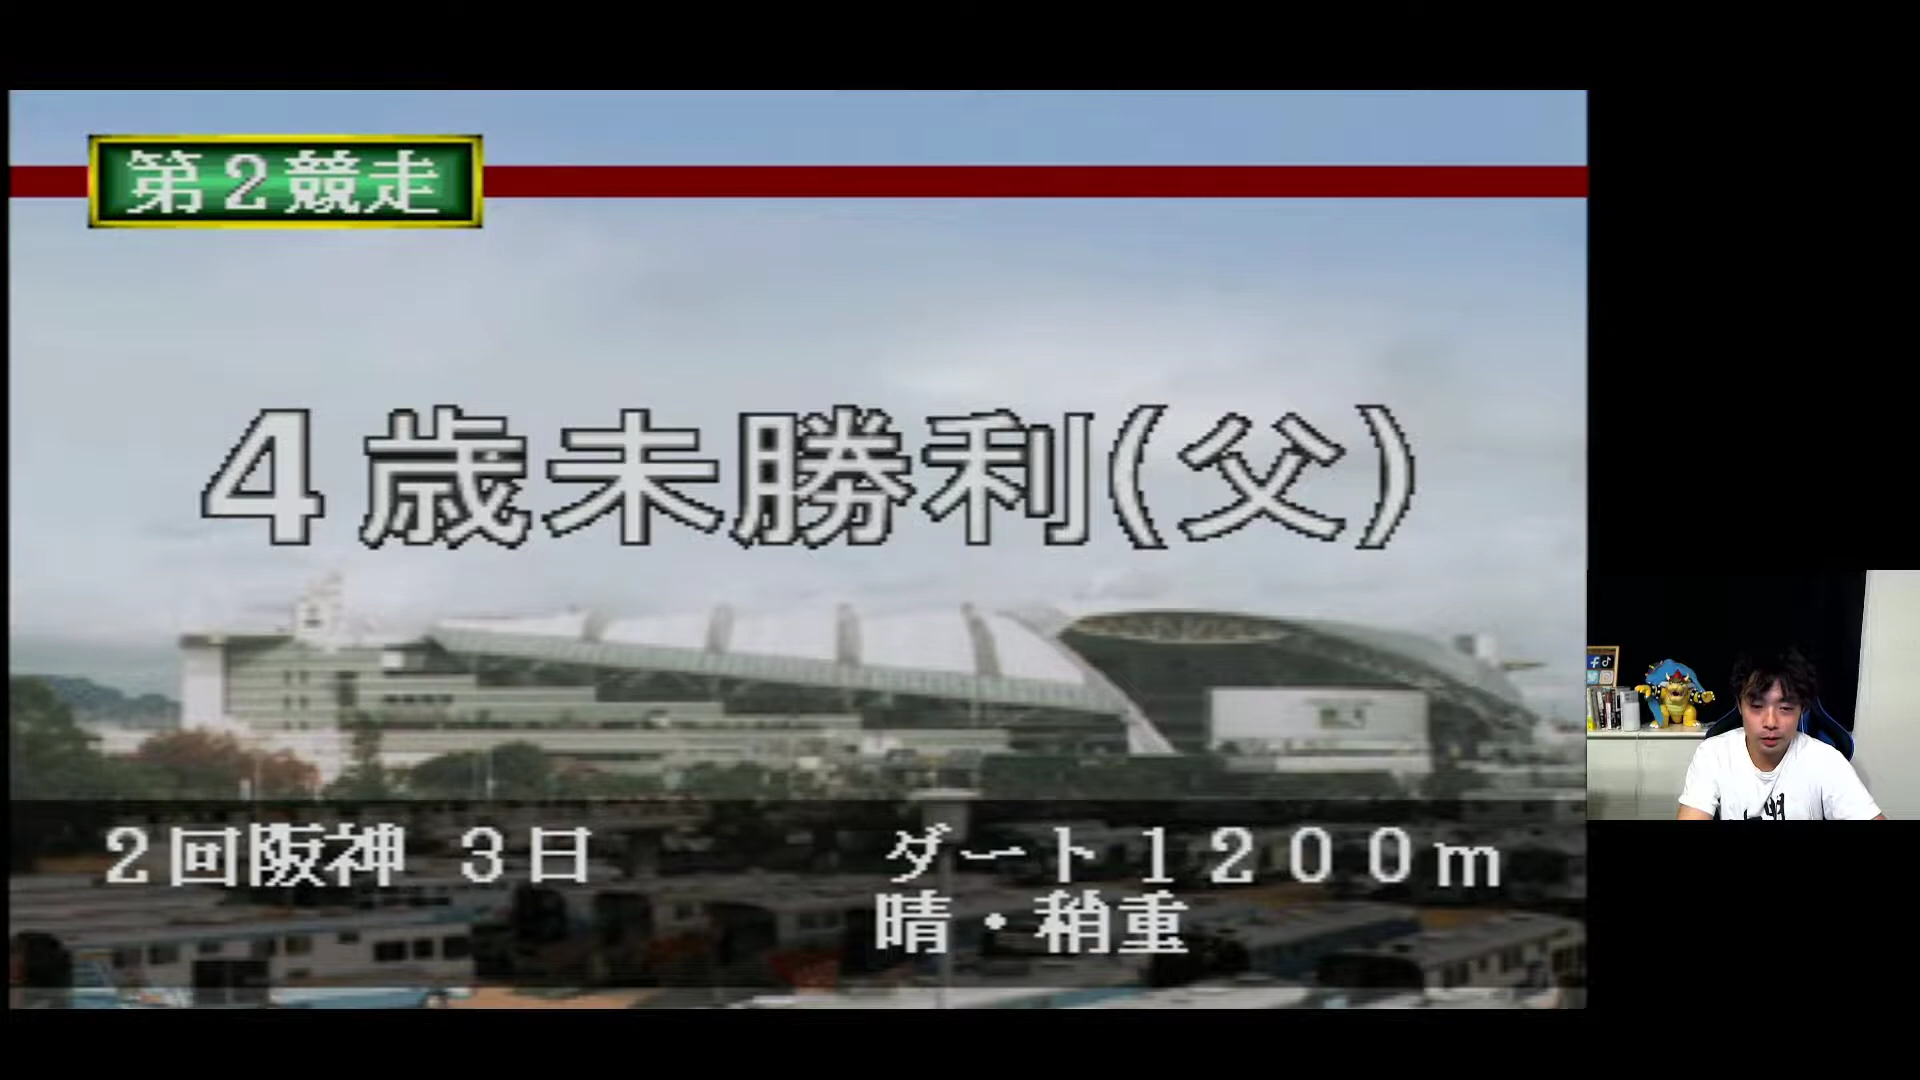 第2競走
4歳未勝利(父)
2回阪神 3日
ダート1200m
晴・稍重